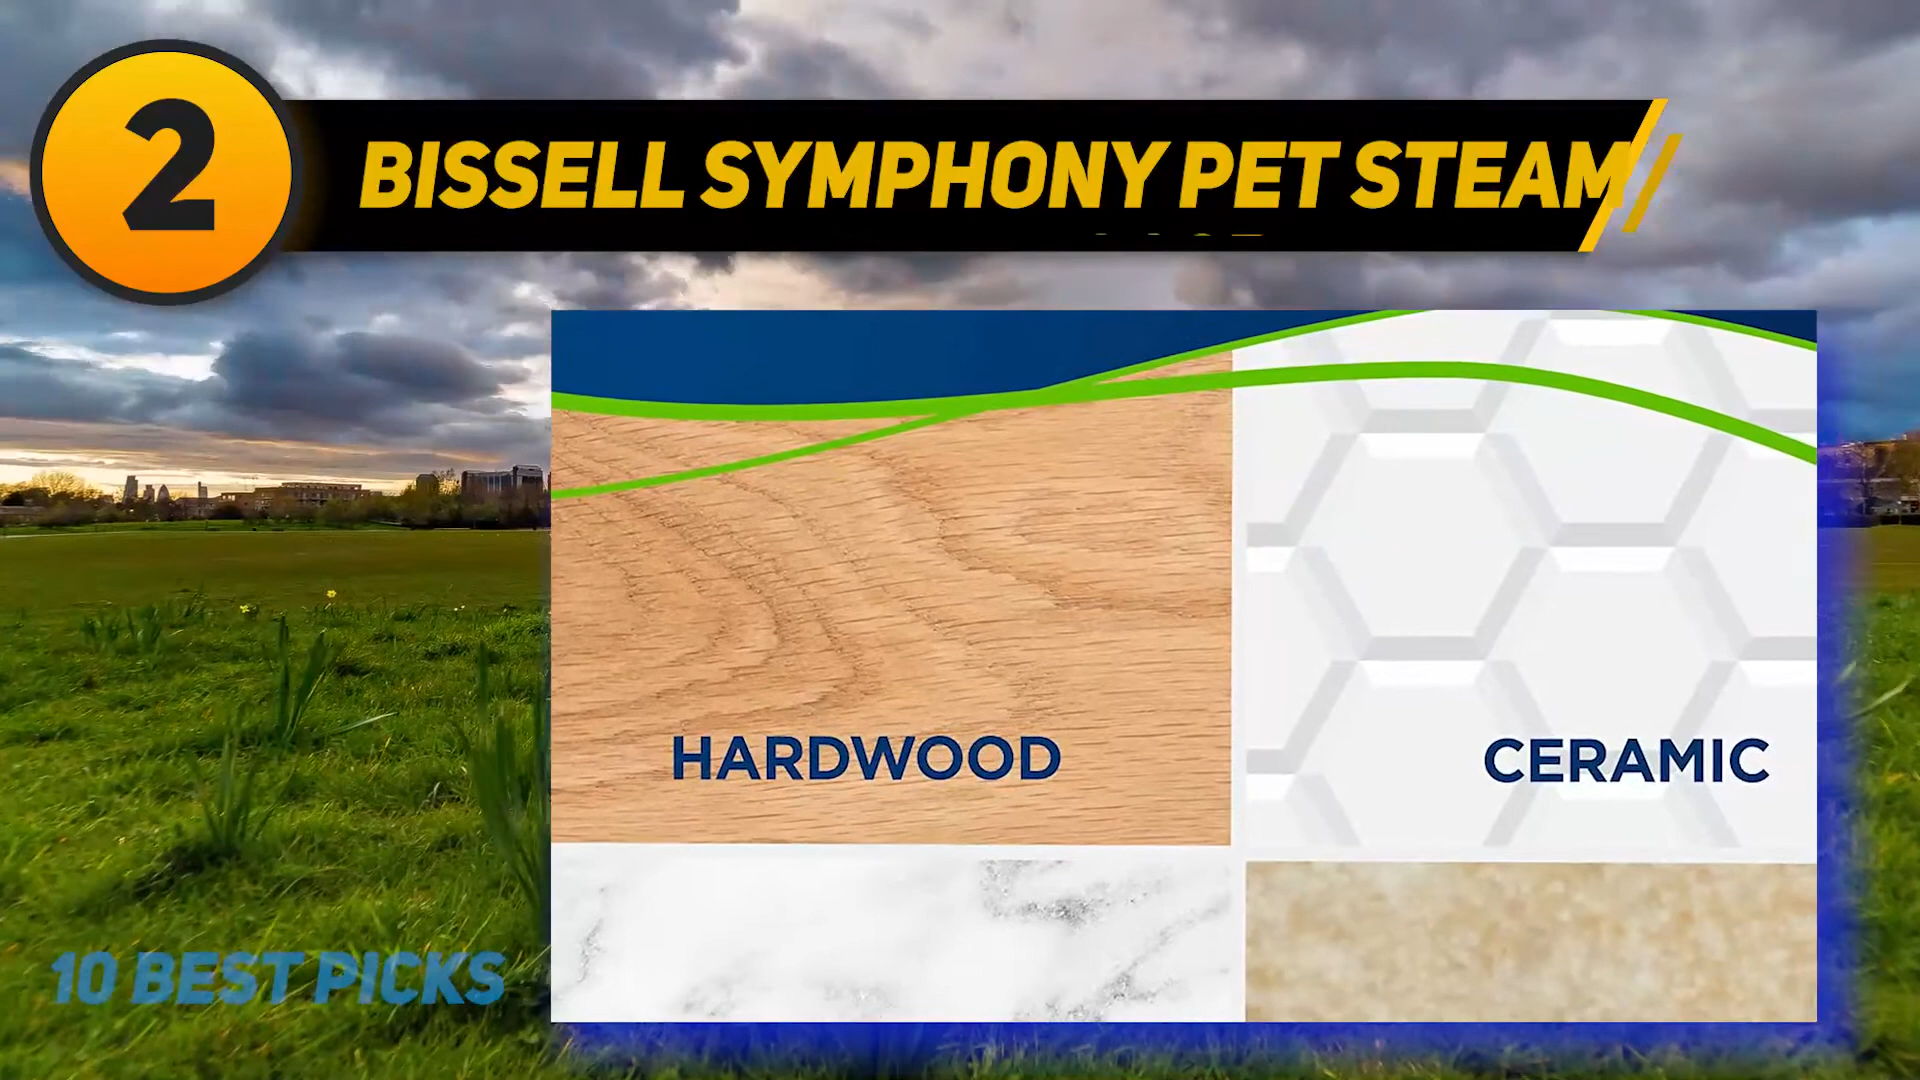 2
BISSELL SYMPHONY PET STEAM
HARDWOOD
CERAMIC
10 BEST PICKS